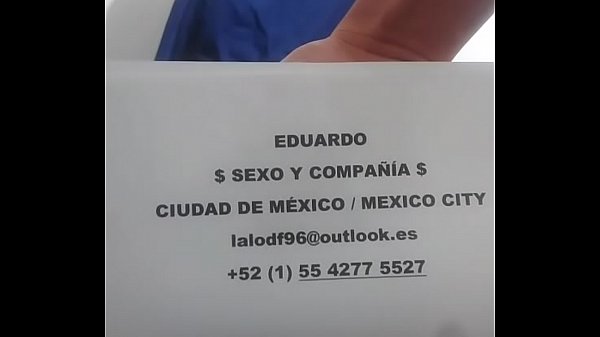 EDUARDO
$ SEXO Y COMPAÑÍA $
CIUDAD DE MÉXICO / MEXICO CITY
lalodf96@outlook.es
+52 (1) 55 4277 5527